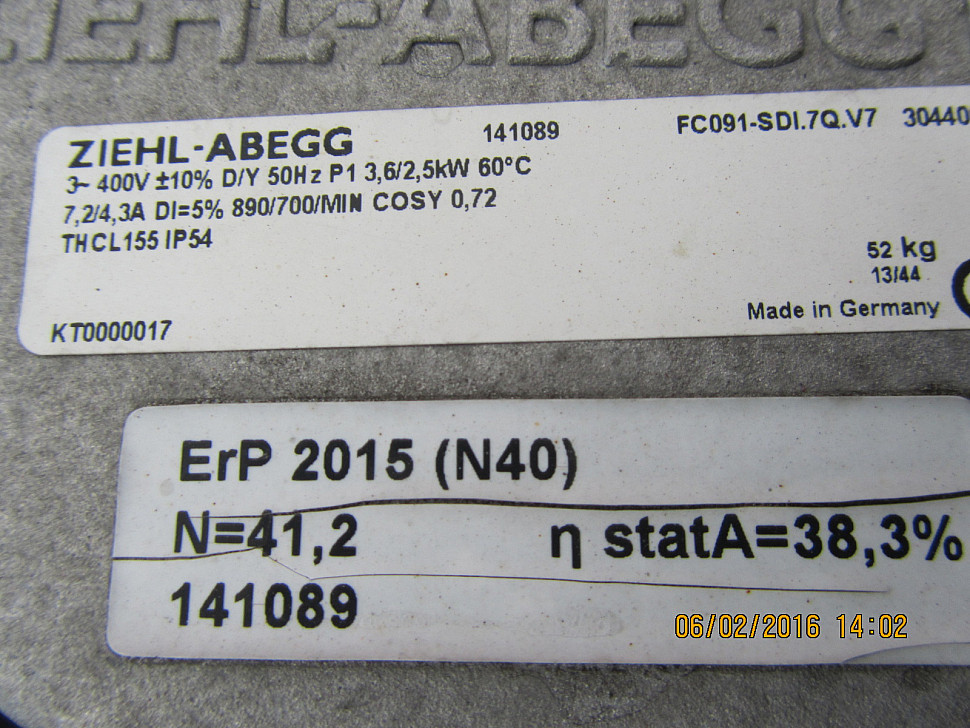 ZIEHL-ABEGG
ZIEHL-ABEGG 141089 FC091-SDI.7Q.V7 30440
3~ 400V ±10% D/Y 50Hz P1 3,6/2,5kW 60°C
7,2/4,3A DI=5% 890/700/MIN COSY 0,72
THCL155 IP54
52 kg
13/44
Made in Germany
KT0000017
ErP 2015 (N40)
N=41,2 η statA=38,3%
141089
06/02/2016 14:02